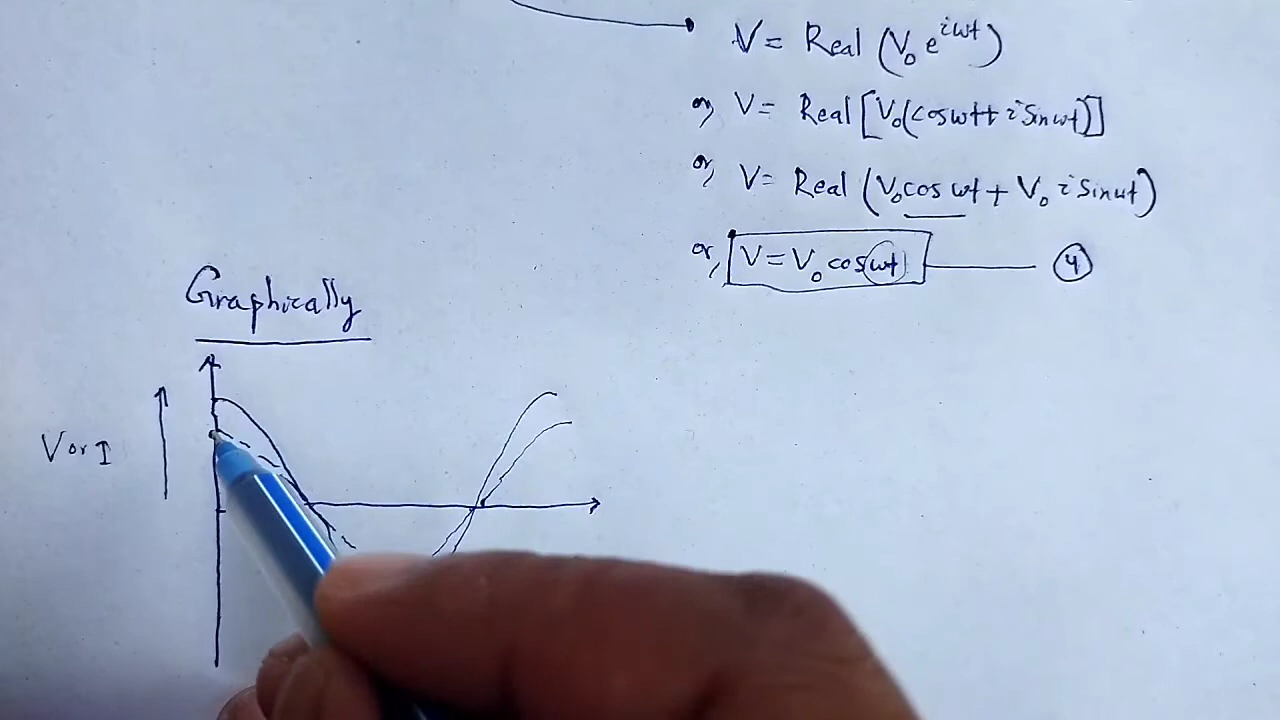 V = Real (V₀ e^{iωt})
or, V = Real [V₀(cosωt + i Sinωt)]
or, V = Real (V₀cos ωt + V₀ i Sinωt)
or, V = V₀ cos ωt 4
Graphically
V or I